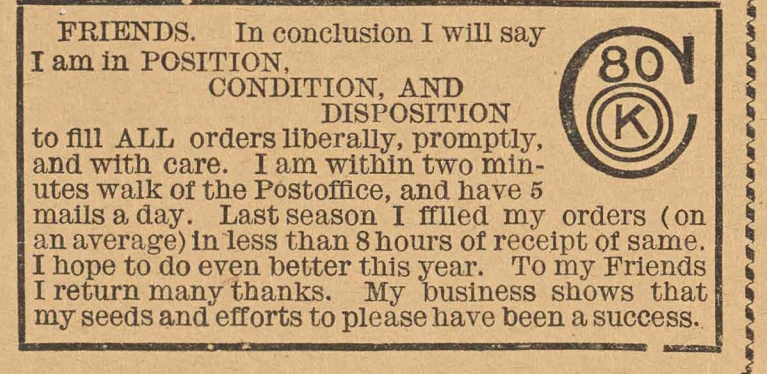 FRIENDS. In conclusion I will say
I am in POSITION,
CONDITION, AND
DISPOSITION
to fill ALL orders liberally, promptly,
and with care. I am within two min-
utes walk of the Postoffice, and have 5
mails a day. Last season I fflled my orders (on
an average) in less than 8 hours of receipt of same.
I hope to do even better this year. To my Friends
I return many thanks. My business shows that
my seeds and efforts to please have been a success.
C
80
K